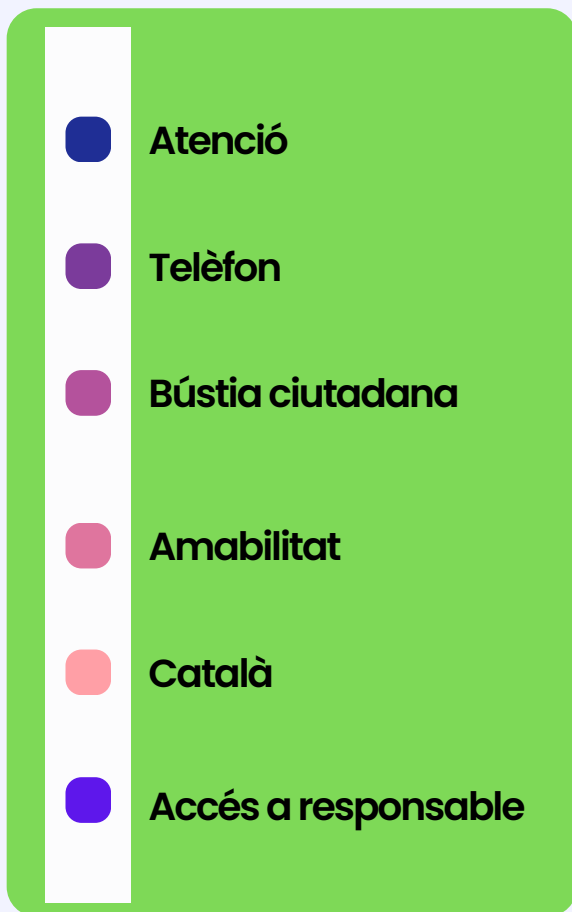 Atenció
Telèfon
Bústia ciutadana
Amabilitat
Català
Accés a responsable